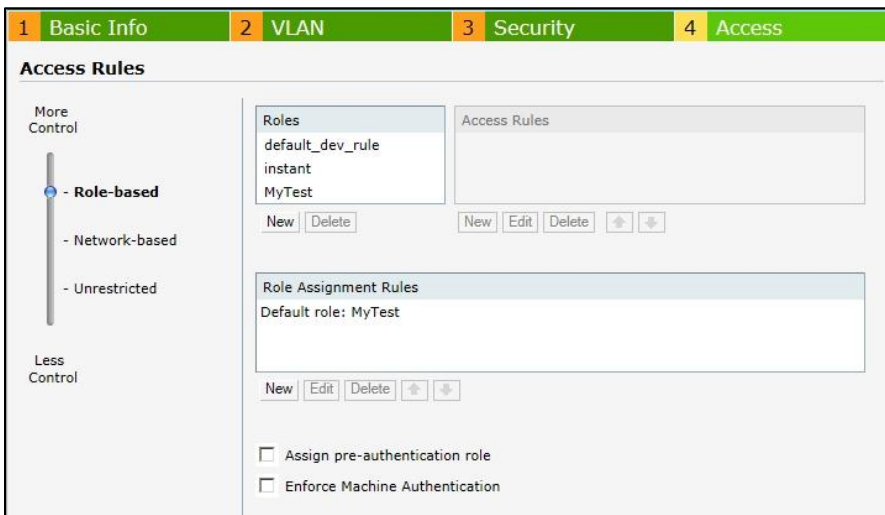 1 Basic Info 2 VLAN 3 Security 4 Access
Access Rules
More
Control
- Role-based
- Network-based
- Unrestricted
Less
Control
Roles
default_dev_rule
instant
MyTest
New Delete
Access Rules
New Edit Delete
Role Assignment Rules
Default role: MyTest
New Edit Delete
Assign pre-authentication role
Enforce Machine Authentication